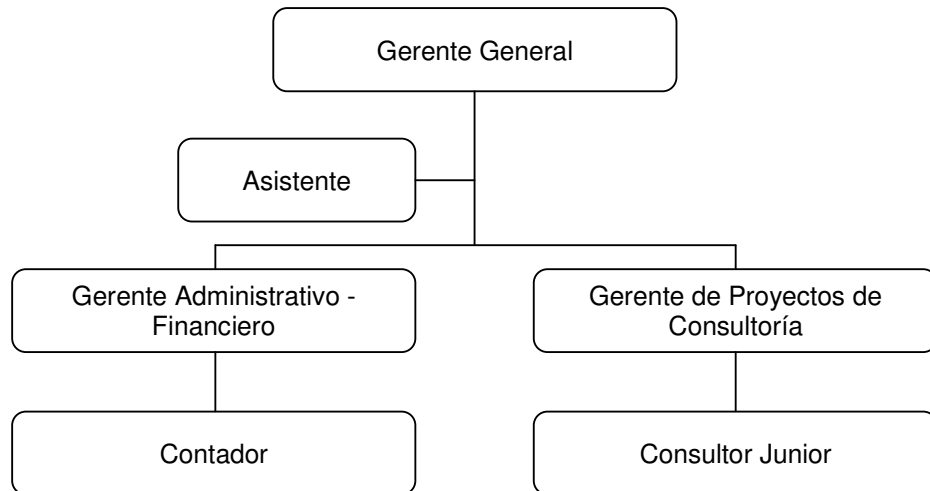 Gerente General
Asistente
Gerente Administrativo -
Financiero
Gerente de Proyectos de
Consultoría
Contador
Consultor Junior